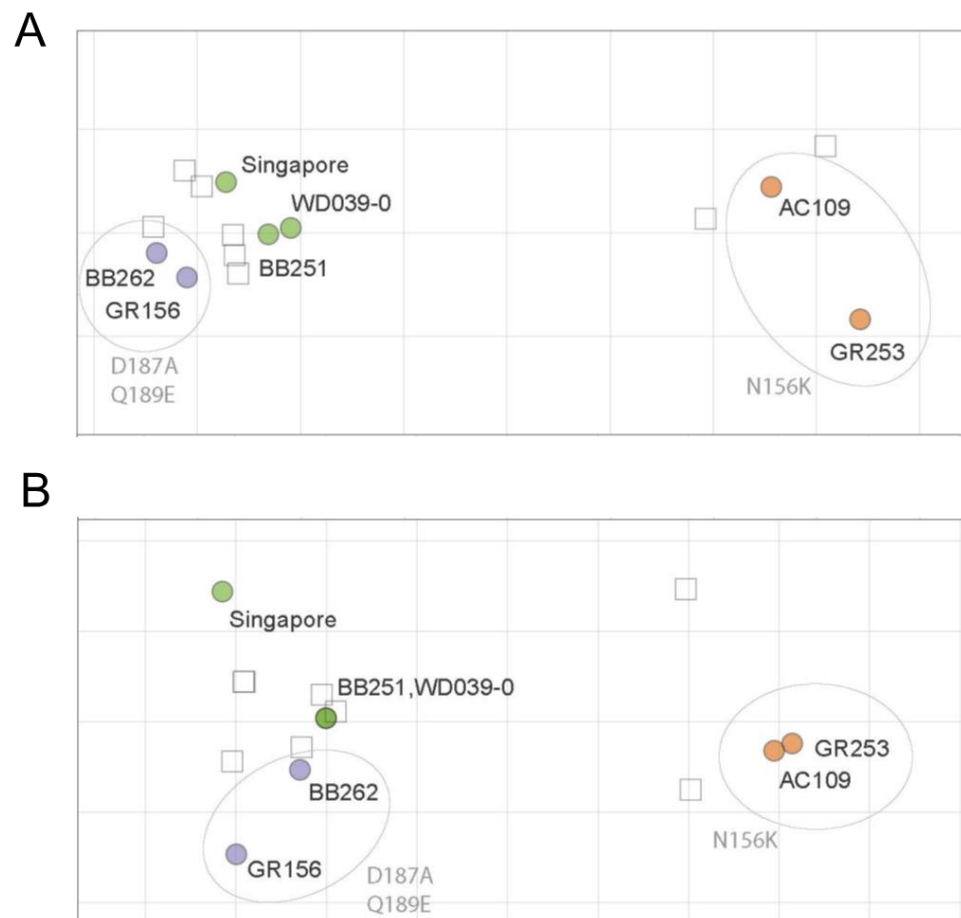 A
Singapore
WD039-0
AC109
BB251
BB262
GR156
GR253
D187A
Q189E
N156K
B
Singapore
BB251,WD039-0
GR253
AC109
BB262
N156K
GR156
D187A
Q189E